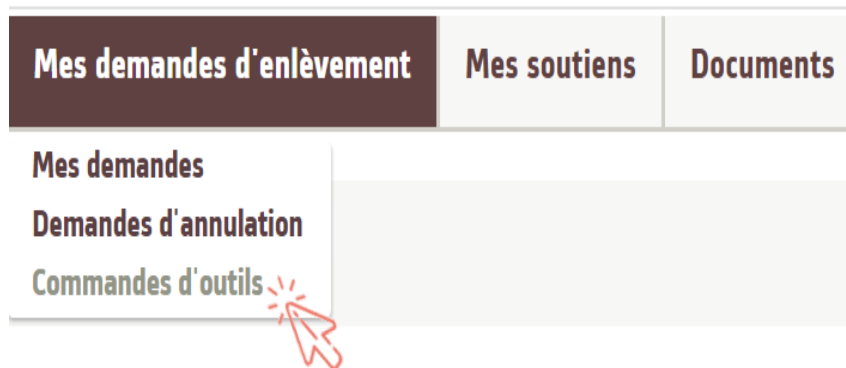 Mes demandes d'enlèvement Mes soutiens Documents
Mes demandes
Demandes d'annulation
Commandes d'outils